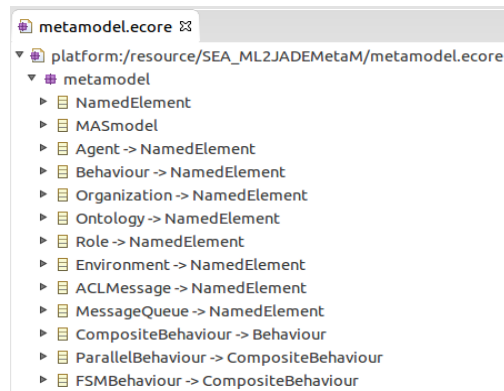 metamodel.ecore
platform:/resource/SEA_ML2JADEMetaM/metamodel.ecore
metamodel
NamedElement
MASmodel
Agent -> NamedElement
Behaviour -> NamedElement
Organization -> NamedElement
Ontology -> NamedElement
Role -> NamedElement
Environment -> NamedElement
ACLMessage -> NamedElement
MessageQueue -> NamedElement
CompositeBehaviour -> Behaviour
ParallelBehaviour -> CompositeBehaviour
FSMBehaviour -> CompositeBehaviour